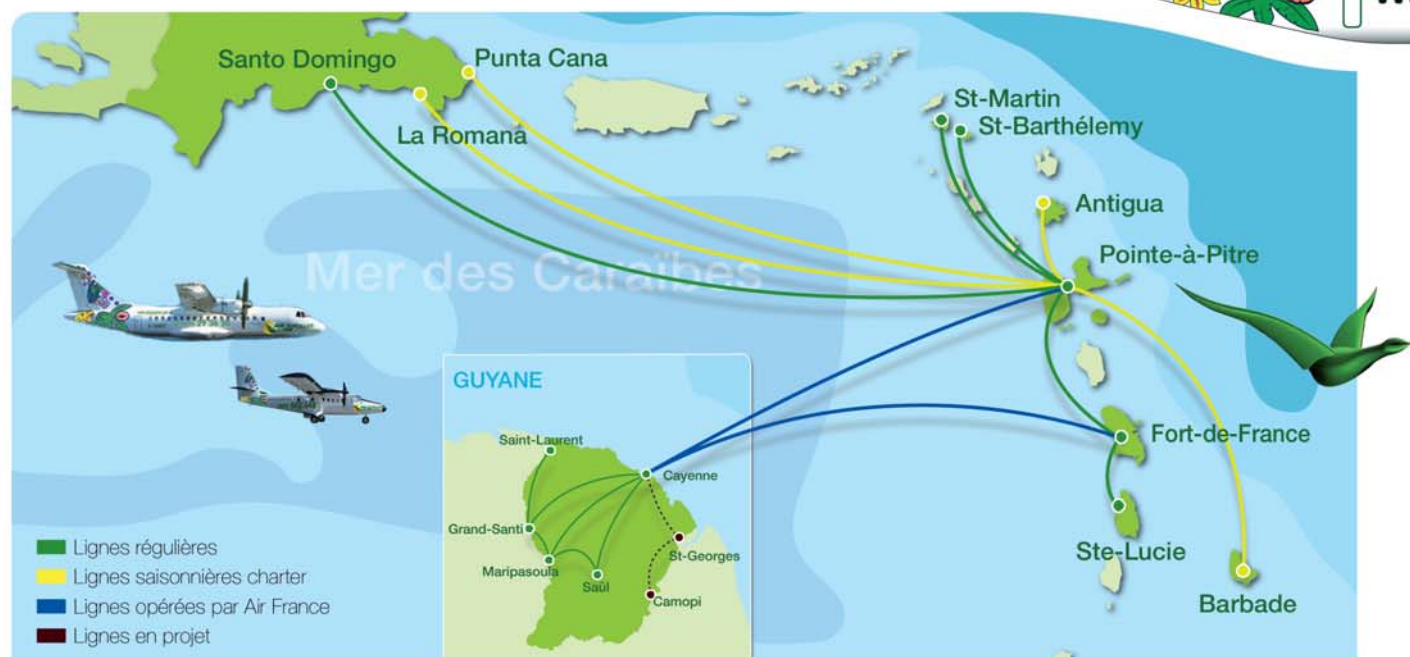 Santo Domingo
Punta Cana
La Romana
St-Martin
St-Barthélemy
Antigua
Pointe-à-Pitre
Mer des Caraïbes
Fort-de-France
Ste-Lucie
Barbade
GUYANE
Saint-Laurent
Cayenne
Grand-Santi
St-Georges
Maripasoula
Saül
Camopi
Lignes régulières
Lignes saisonnières charter
Lignes opérées par Air France
Lignes en projet